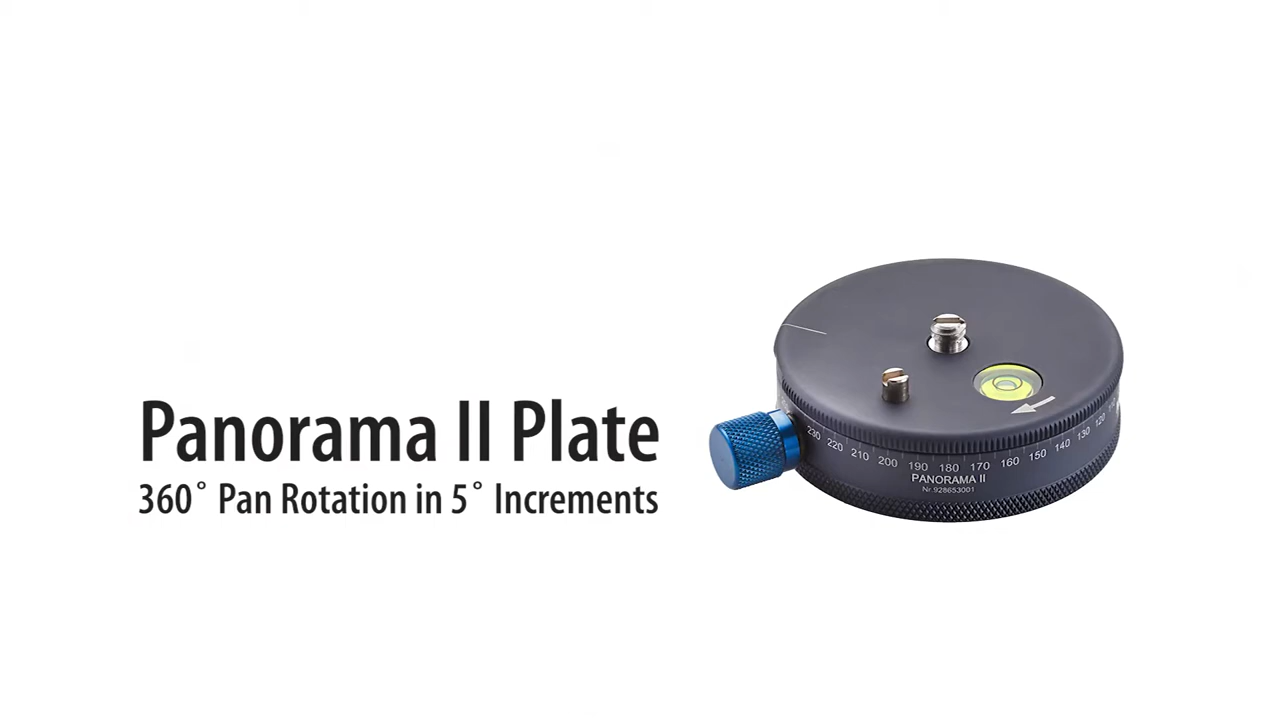 Panorama II Plate
360° Pan Rotation in 5° Increments
230 220 210 200 190 180 170 160 150 140 130 120
PANORAMA II
Nr.928653001